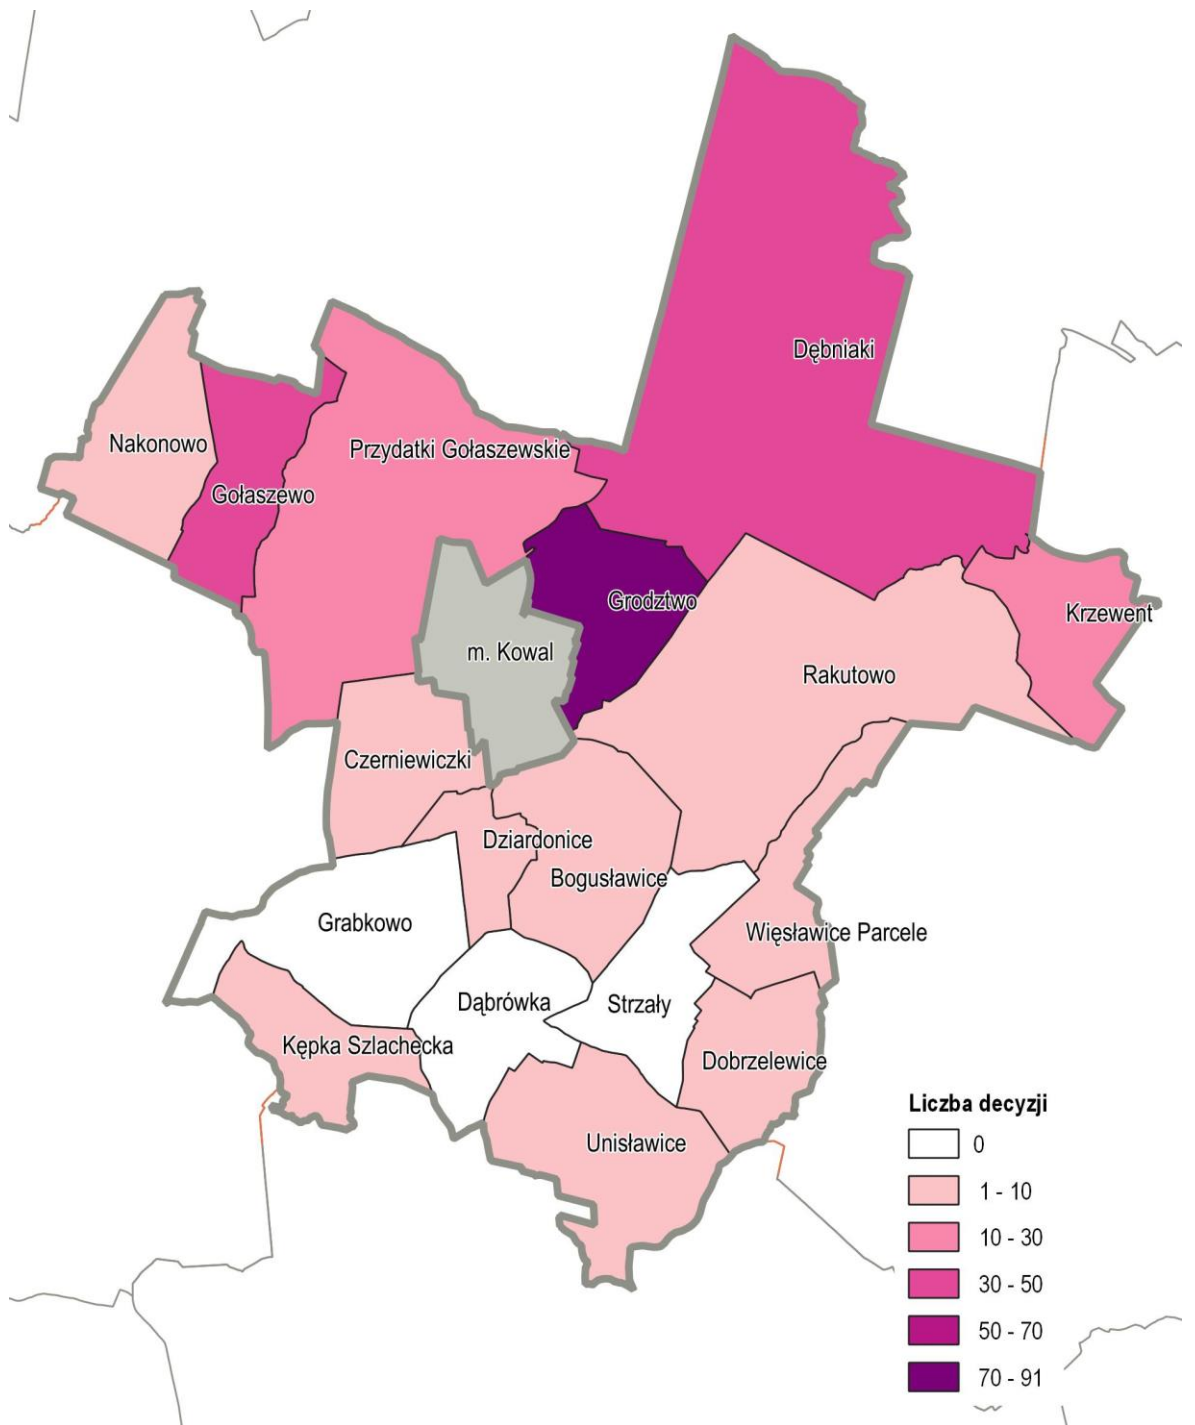 Dębniaki
Nakonowo
Przydatki Gołaszewskie
Gołaszewo
Grodztwo
Krzewent
m. Kowal
Rakutowo
Czerniewiczki
Dziardonice
Bogusławice
Grabkowo
Więsławice Parcele
Dąbrówka
Strzały
Kępka Szlachecka
Dobrzelewice
Unisławice
Liczba decyzji
0
1 - 10
10 - 30
30 - 50
50 - 70
70 - 91